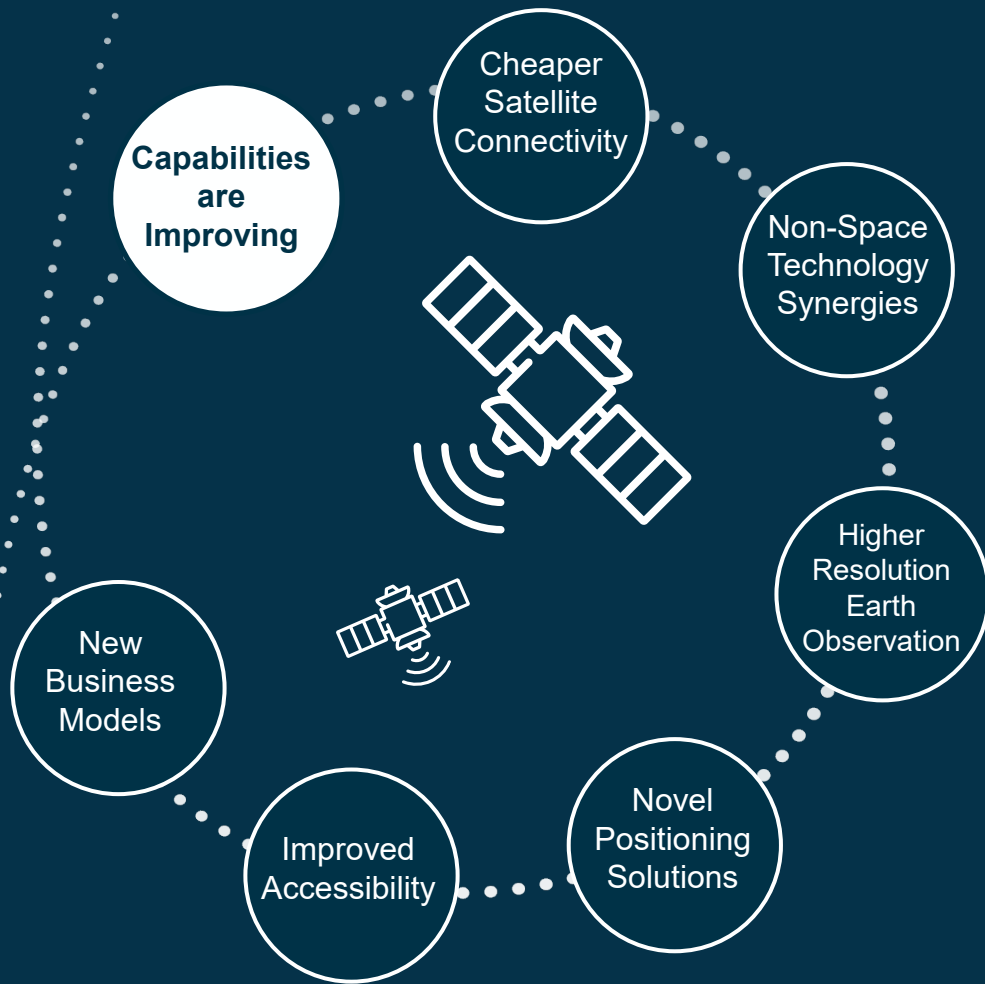 Capabilities
are
Improving
Cheaper
Satellite
Connectivity
Non-Space
Technology
Synergies
Higher
Resolution
Earth
Observation
Novel
Positioning
Solutions
Improved
Accessibility
New
Business
Models